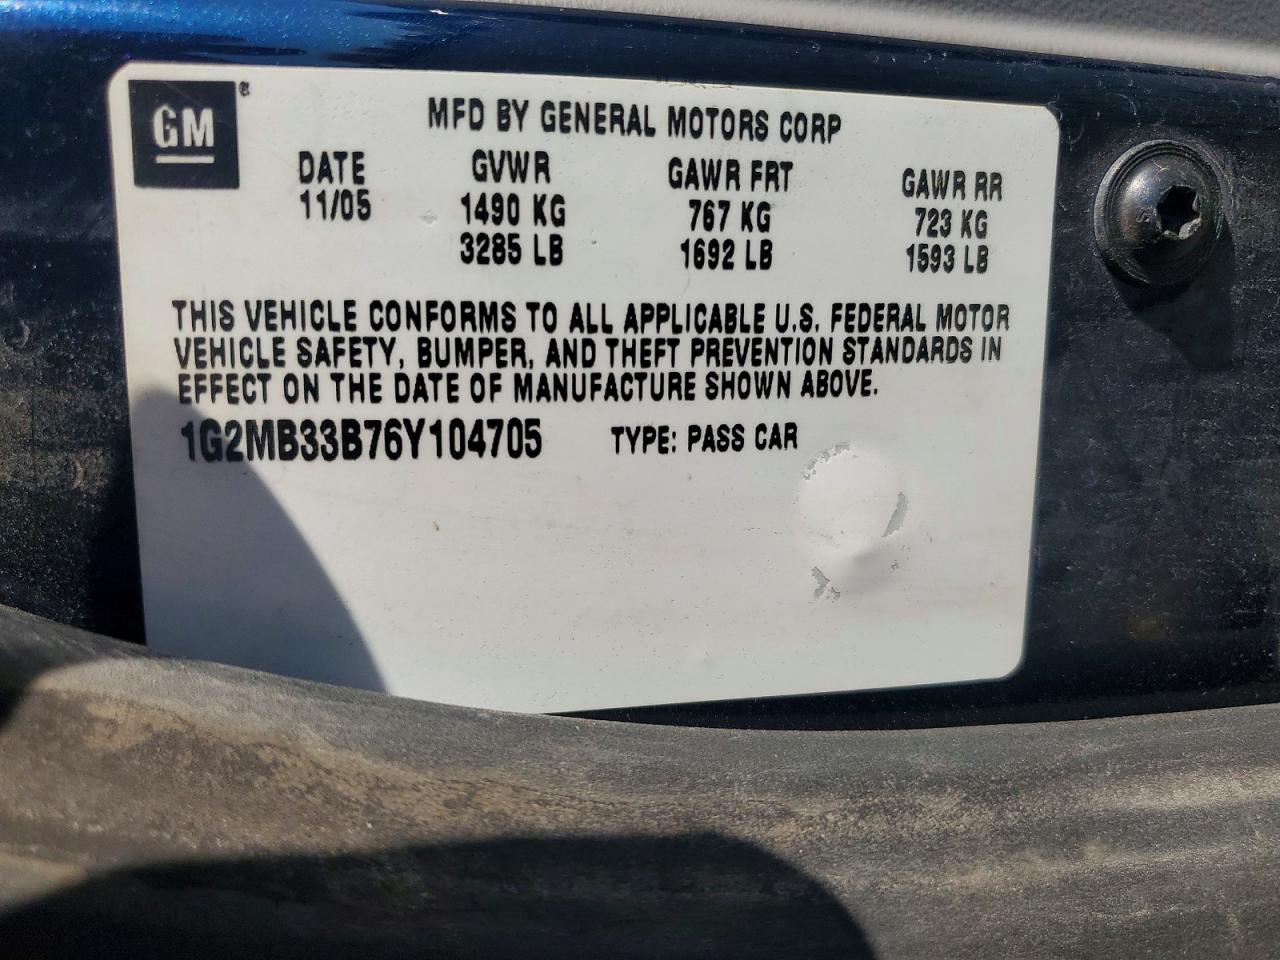 GM®
MFD BY GENERAL MOTORS CORP
DATE GVWR GAWR FRT GAWR RR
11/05 1490 KG 767 KG 723 KG
3285 LB 1692 LB 1593 LB
THIS VEHICLE CONFORMS TO ALL APPLICABLE U.S. FEDERAL MOTOR
VEHICLE SAFETY, BUMPER, AND THEFT PREVENTION STANDARDS IN
EFFECT ON THE DATE OF MANUFACTURE SHOWN ABOVE.
1G2MB33B76Y104705 TYPE: PASS CAR